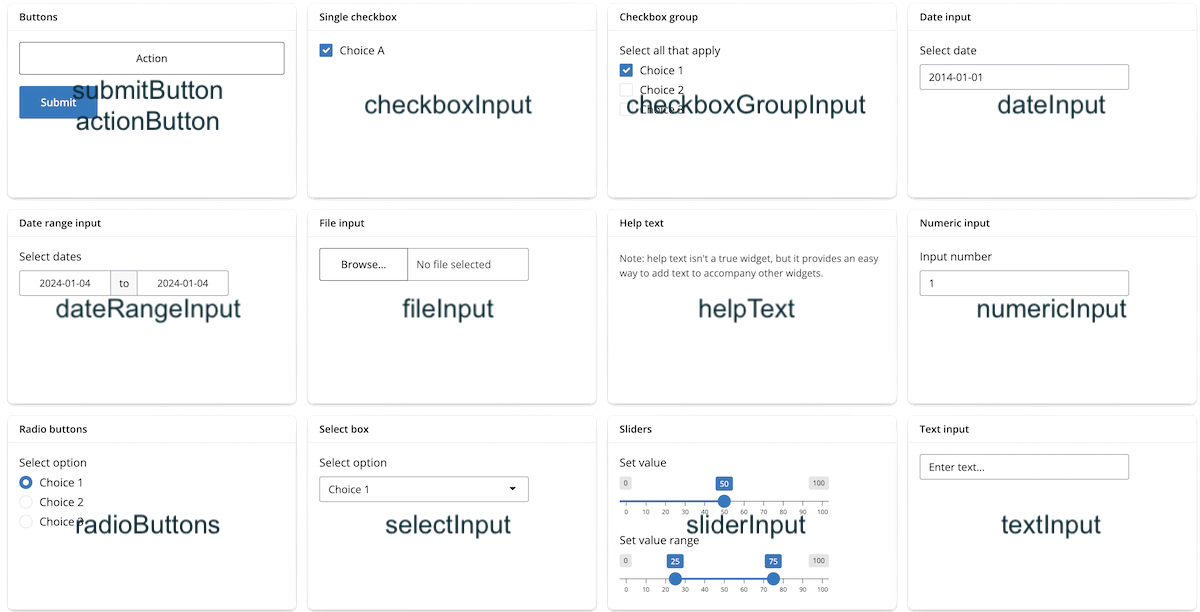 Buttons
Action
Submit
submitButton
actionButton
Single checkbox
Choice A
checkboxInput
Checkbox group
Select all that apply
Choice 1
Choice 2
checkboxGroupInput
Date input
Select date
2014-01-01
dateInput
Date range input
Select dates
2024-01-04 to 2024-01-04
dateRangeInput
File input
Browse... No file selected
fileInput
Help text
Note: help text isn't a true widget, but it provides an easy
way to add text to accompany other widgets.
helpText
Numeric input
Input number
1
numericInput
Radio buttons
Select option
Choice 1
Choice 2
Choice 3
radioButtons
Select box
Select option
Choice 1
selectInput
Sliders
Set value
0 50 100
0 10 20 30 40 50 60 70 80 90 100
sliderInput
Set value range
0 25 75 100
0 10 20 30 40 50 60 70 80 90 100
Text input
Enter text...
textInput